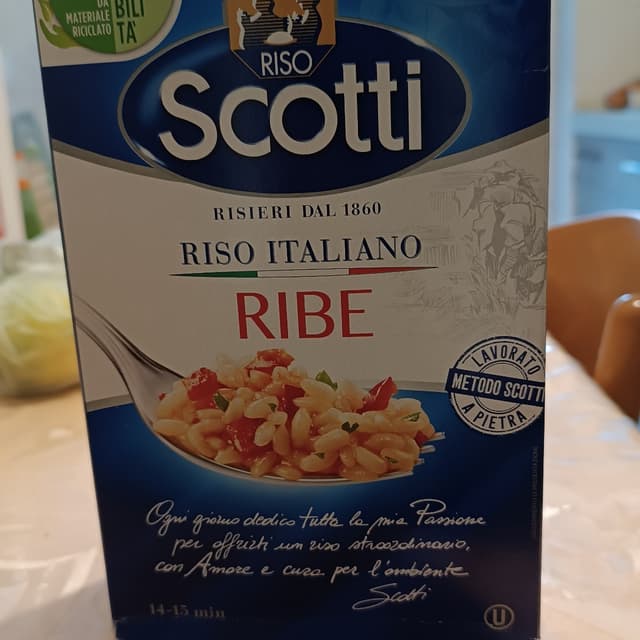 DA
MATERIALE
RICICLATO
BILI
TÀ
RISO
Scotti
RISIERI DAL 1860
RISO ITALIANO
RIBE
LAVORATO
METODO SCOTTI
A PIETRA
Ogni giorno dedico tutta la mia Passione
per offrirti un riso straordinario,
con Amore e cura per l'ambiente
Scotti
14-15 min
U